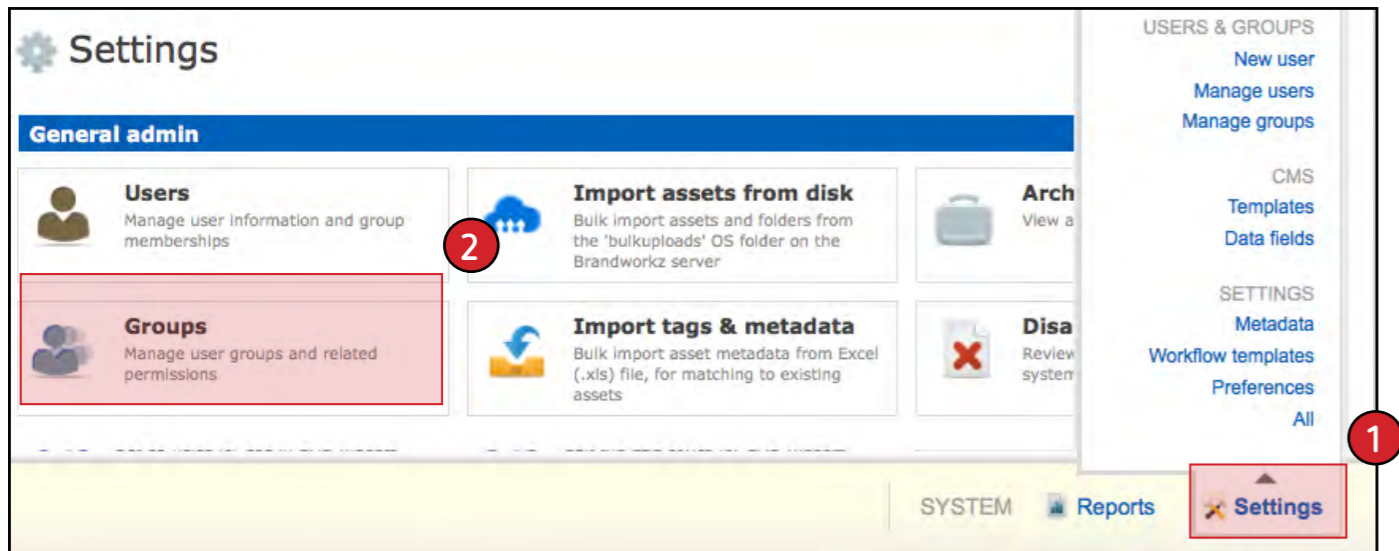 Settings
General admin
Users
Manage user information and group
memberships
Import assets from disk
Bulk import assets and folders from
the 'bulkuploads' OS folder on the
Brandworkz server
Arch
View a
2
Groups
Manage user groups and related
permissions
Import tags & metadata
Bulk import asset metadata from Excel
(.xls) file, for matching to existing
assets
Disa
Review
system
USERS & GROUPS
New user
Manage users
Manage groups
CMS
Templates
Data fields
SETTINGS
Metadata
Workflow templates
Preferences
All
1
SYSTEM
Reports
Settings